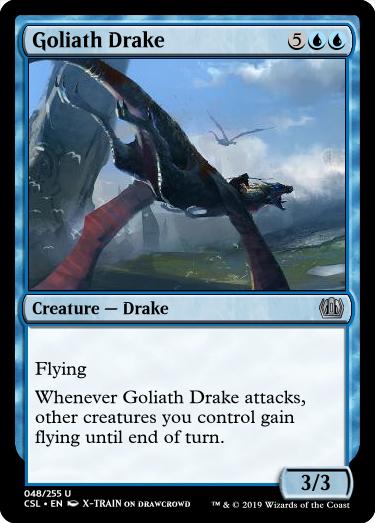 Goliath Drake 5
Creature — Drake
Flying
Whenever Goliath Drake attacks,
other creatures you control gain
flying until end of turn.
3/3
048/255 U
CSL • EN X-TRAIN ON DRAWCROWD ™ & © 2019 Wizards of the Coast